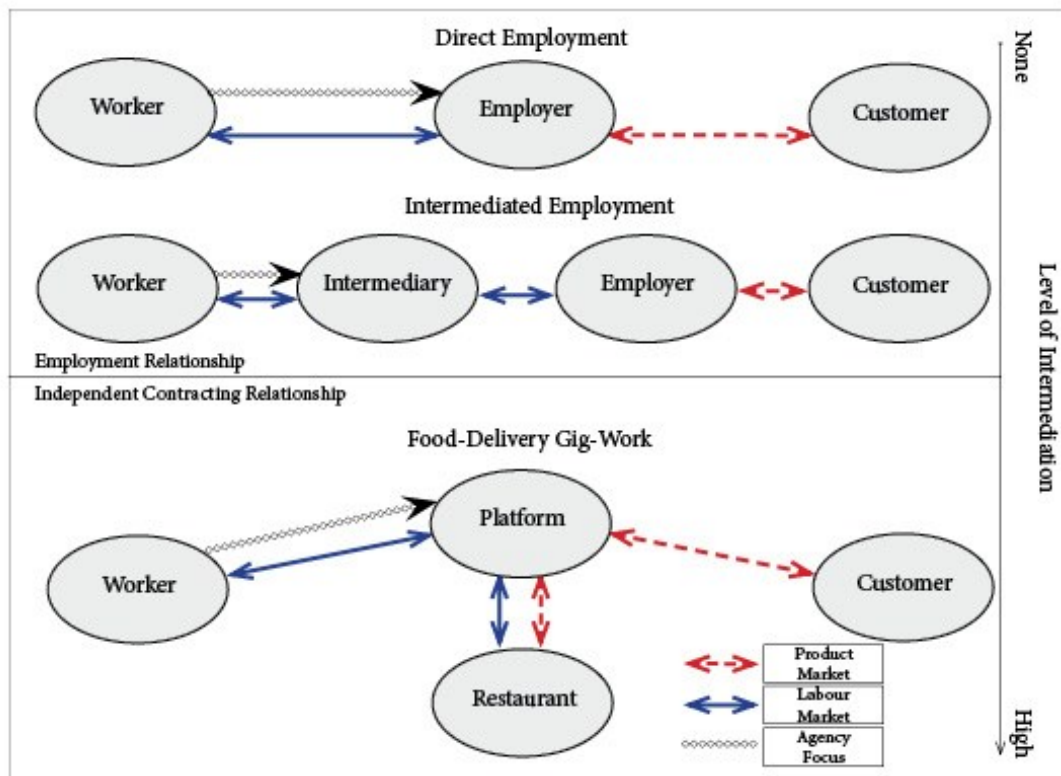 Direct Employment
None
Worker
Employer
Customer
Intermediated Employment
Worker
Intermediary
Employer
Customer
Level of Intermediation
Employment Relationship
Independent Contracting Relationship
Food-Delivery Gig-Work
Platform
Worker
Customer
Restaurant
Product
Market
Labour
Market
Agency
Focus
High